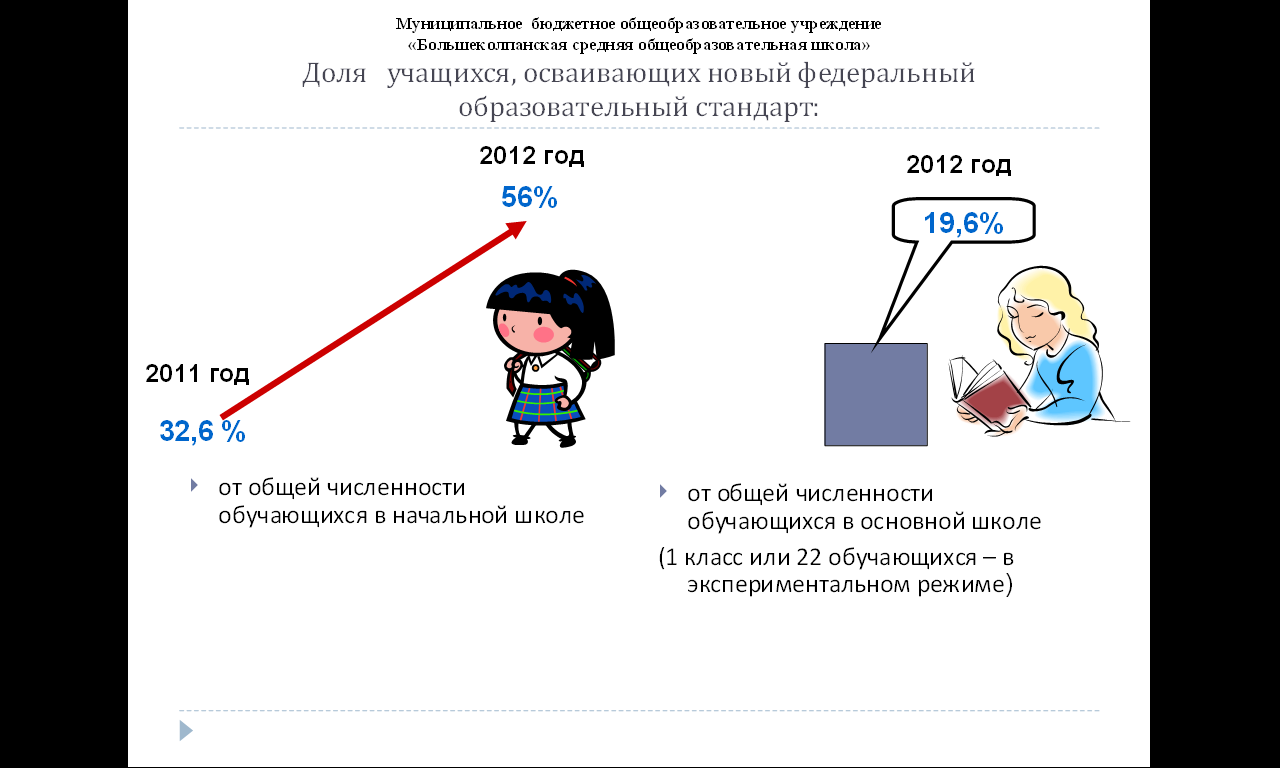 Муниципальное бюджетное общеобразовательное учреждение
«Большеколпанская средняя общеобразовательная школа»
Доля учащихся, осваивающих новый федеральный
образовательный стандарт:
2012 год
56%
2011 год
32,6 %
от общей численности
обучающихся в начальной школе
2012 год
19,6%
от общей численности
обучающихся в основной школе
(1 класс или 22 обучающихся – в
экспериментальном режиме)